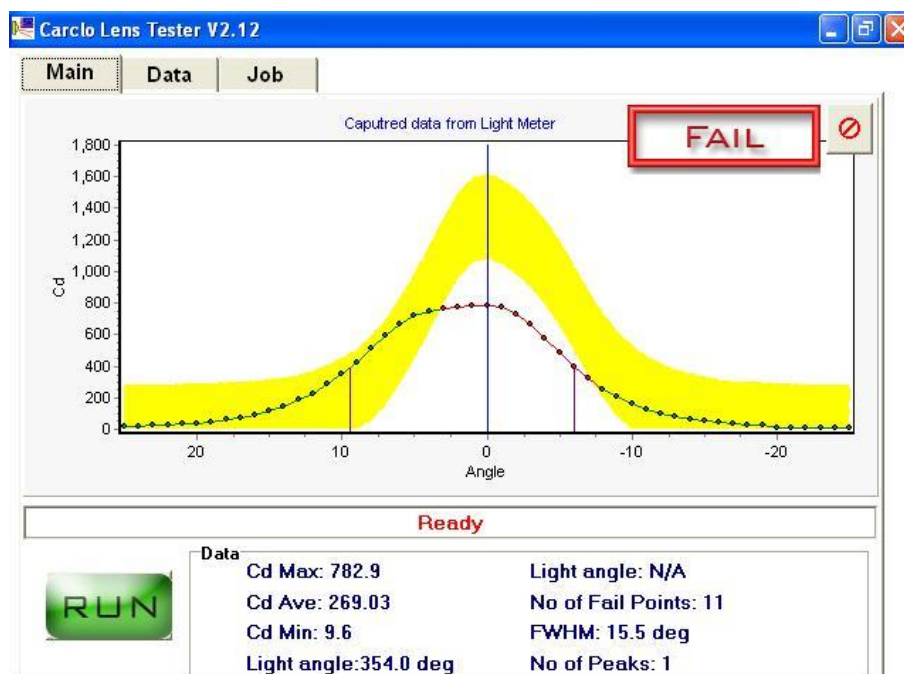 Carclo Lens Tester V2.12
Main Data Job
Caputred data from Light Meter
FAIL
1,800
1,600
1,400
1,200
1,000
800
600
400
200
0
Cd
20 10 0 -10 -20
Angle
Ready
RUN
Data
Cd Max: 782.9 Light angle: N/A
Cd Ave: 269.03 No of Fail Points: 11
Cd Min: 9.6 FWHM: 15.5 deg
Light angle:354.0 deg No of Peaks: 1